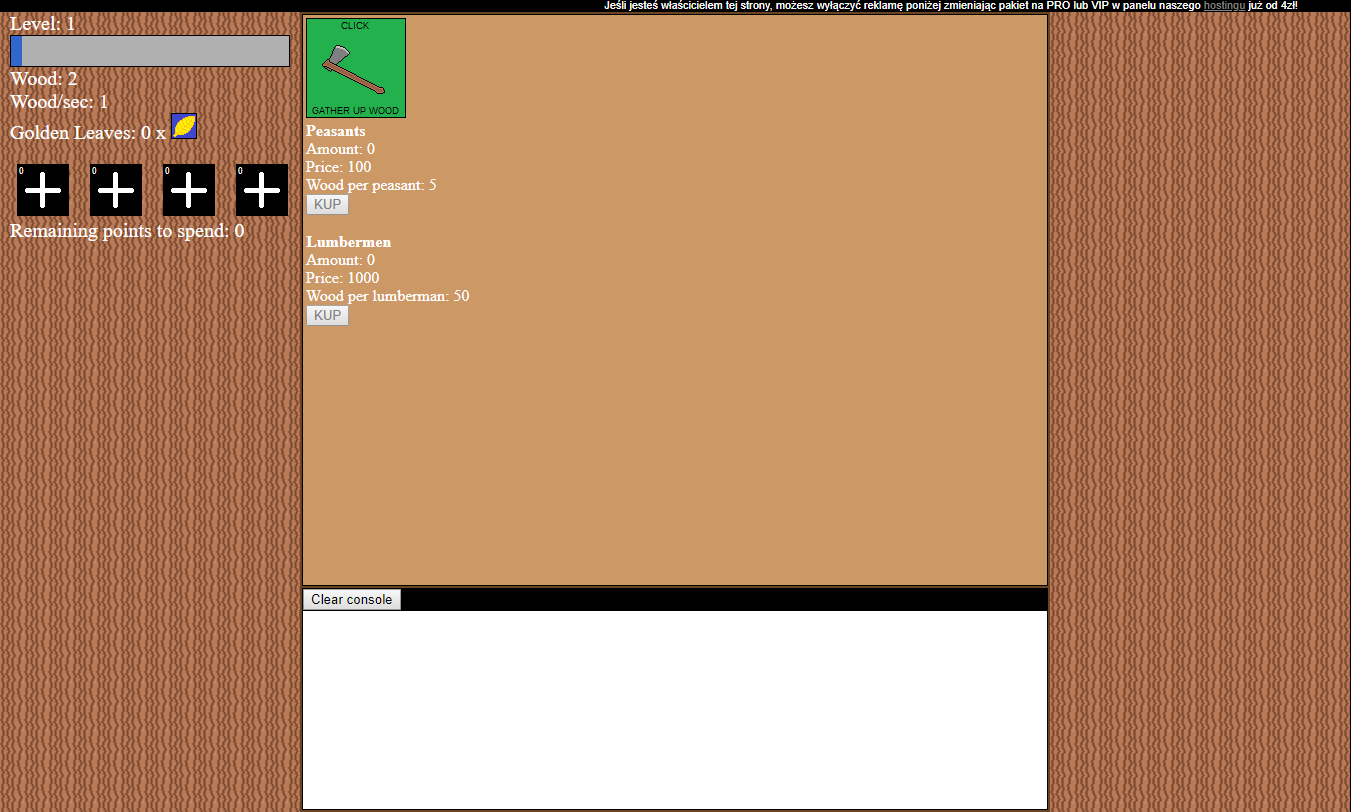 Jeśli jesteś właścicielem tej strony, możesz wyłączyć reklamę poniżej zmieniając pakiet na PRO lub VIP w panelu naszego hostingu już od 4zł!
Level: 1
Wood: 2
Wood/sec: 1
Golden Leaves: 0 x
0 0 0 0
Remaining points to spend: 0
CLICK
GATHER UP WOOD
Peasants
Amount: 0
Price: 100
Wood per peasant: 5
KUP
Lumbermen
Amount: 0
Price: 1000
Wood per lumberman: 50
KUP
Clear console